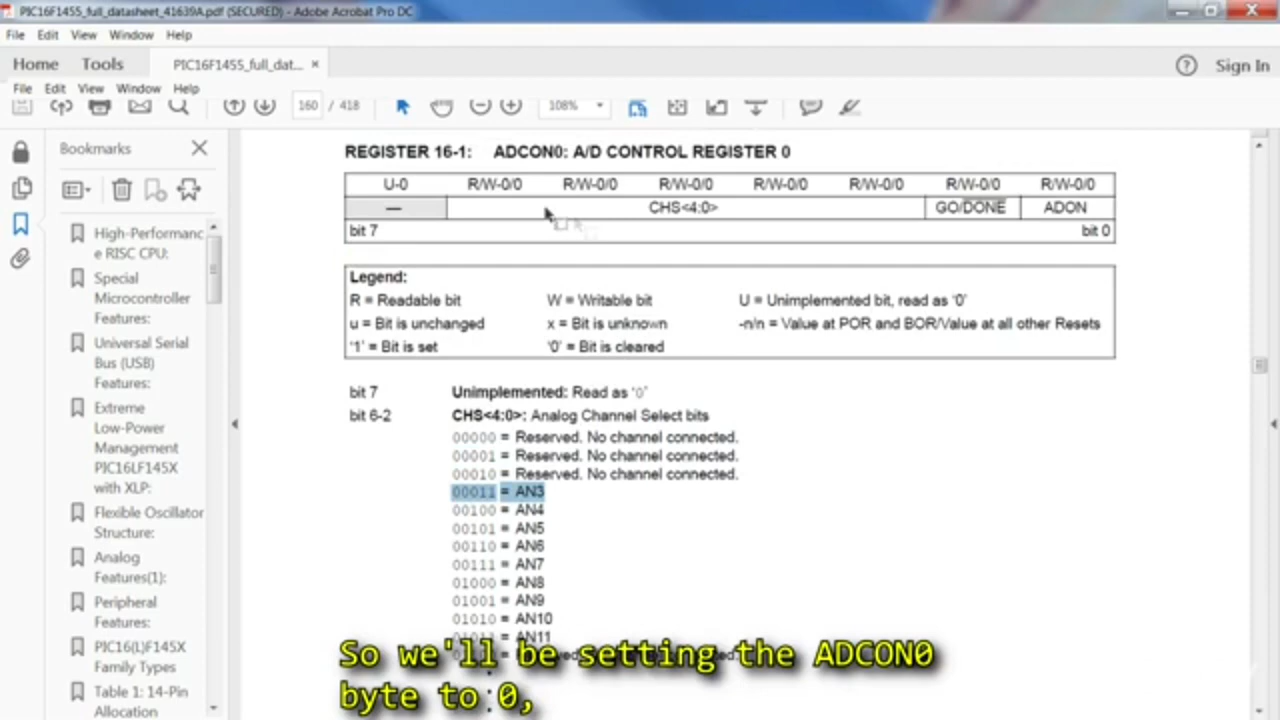 PIC16F1455_full_datasheet_41639A.pdf (SECURED) - Adobe Acrobat Pro DC
File Edit View Window Help
Home Tools PIC16F1455_full_dat... × Sign In
File Edit View Window Help
160 / 418 108%
Bookmarks
High-Performanc
e RISC CPU:
Special
Microcontroller
Features:
Universal Serial
Bus (USB)
Features:
Extreme
Low-Power
Management
PIC16LF145X
with XLP:
Flexible Oscillator
Structure:
Analog
Features(1):
Peripheral
Features:
PIC16(L)F145X
Family Types
Table 1: 14-Pin
Allocation
REGISTER 16-1: ADCON0: A/D CONTROL REGISTER 0
U-0 R/W-0/0 R/W-0/0 R/W-0/0 R/W-0/0 R/W-0/0 R/W-0/0 R/W-0/0
— CHS<4:0> GO/DONE ADON
bit 7 bit 0
Legend:
R = Readable bit W = Writable bit U = Unimplemented bit, read as '0'
u = Bit is unchanged x = Bit is unknown -n/n = Value at POR and BOR/Value at all other Resets
'1' = Bit is set '0' = Bit is cleared
bit 7 Unimplemented: Read as '0'
bit 6-2 CHS<4:0>: Analog Channel Select bits
00000 = Reserved. No channel connected.
00001 = Reserved. No channel connected.
00010 = Reserved. No channel connected.
00011 = AN3
00100 = AN4
00101 = AN5
00110 = AN6
00111 = AN7
01000 = AN8
01001 = AN9
01010 = AN10
01011 = AN11
So we'll be setting the ADCON0
byte to 0,